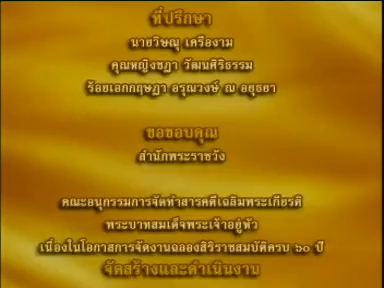 ที่ปรึกษา
นายวิษณุ เครืองาม
คุณหญิงชฎา วัฒนศิริธรรม
ร้อยเอกกฤษฎา อรุณวงษ์ ณ อยุธยา
ขอขอบคุณ
สำนักพระราชวัง
คณะอนุกรรมการจัดทำสารคดีเฉลิมพระเกียรติ
พระบาทสมเด็จพระเจ้าอยู่หัว
เนื่องในโอกาสการจัดงานฉลองสิริราชสมบัติครบ ๖๐ ปี
จัดสร้างและดำเนินงาน